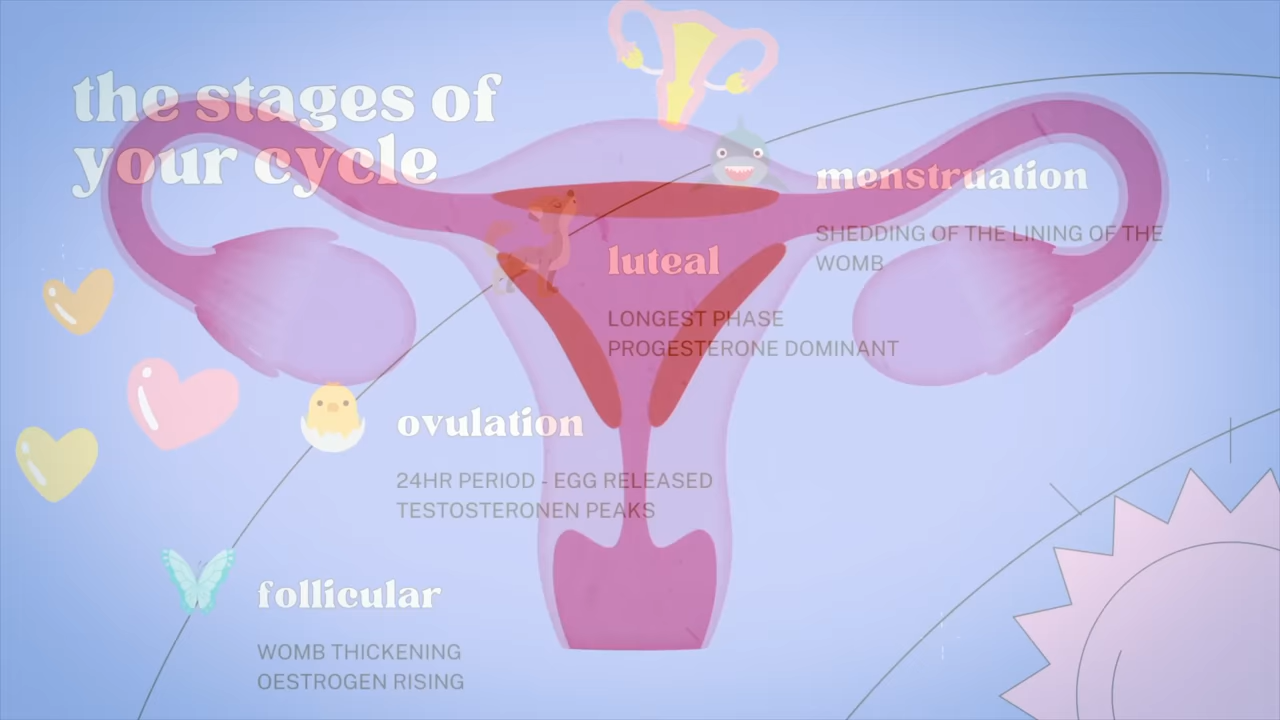 the stages of
your cycle
menstruation
SHEDDING OF THE LINING OF THE
WOMB
luteal
LONGEST PHASE
PROGESTERONE DOMINANT
ovulation
24HR PERIOD - EGG RELEASED
TESTOSTERONEN PEAKS
follicular
WOMB THICKENING
OESTROGEN RISING